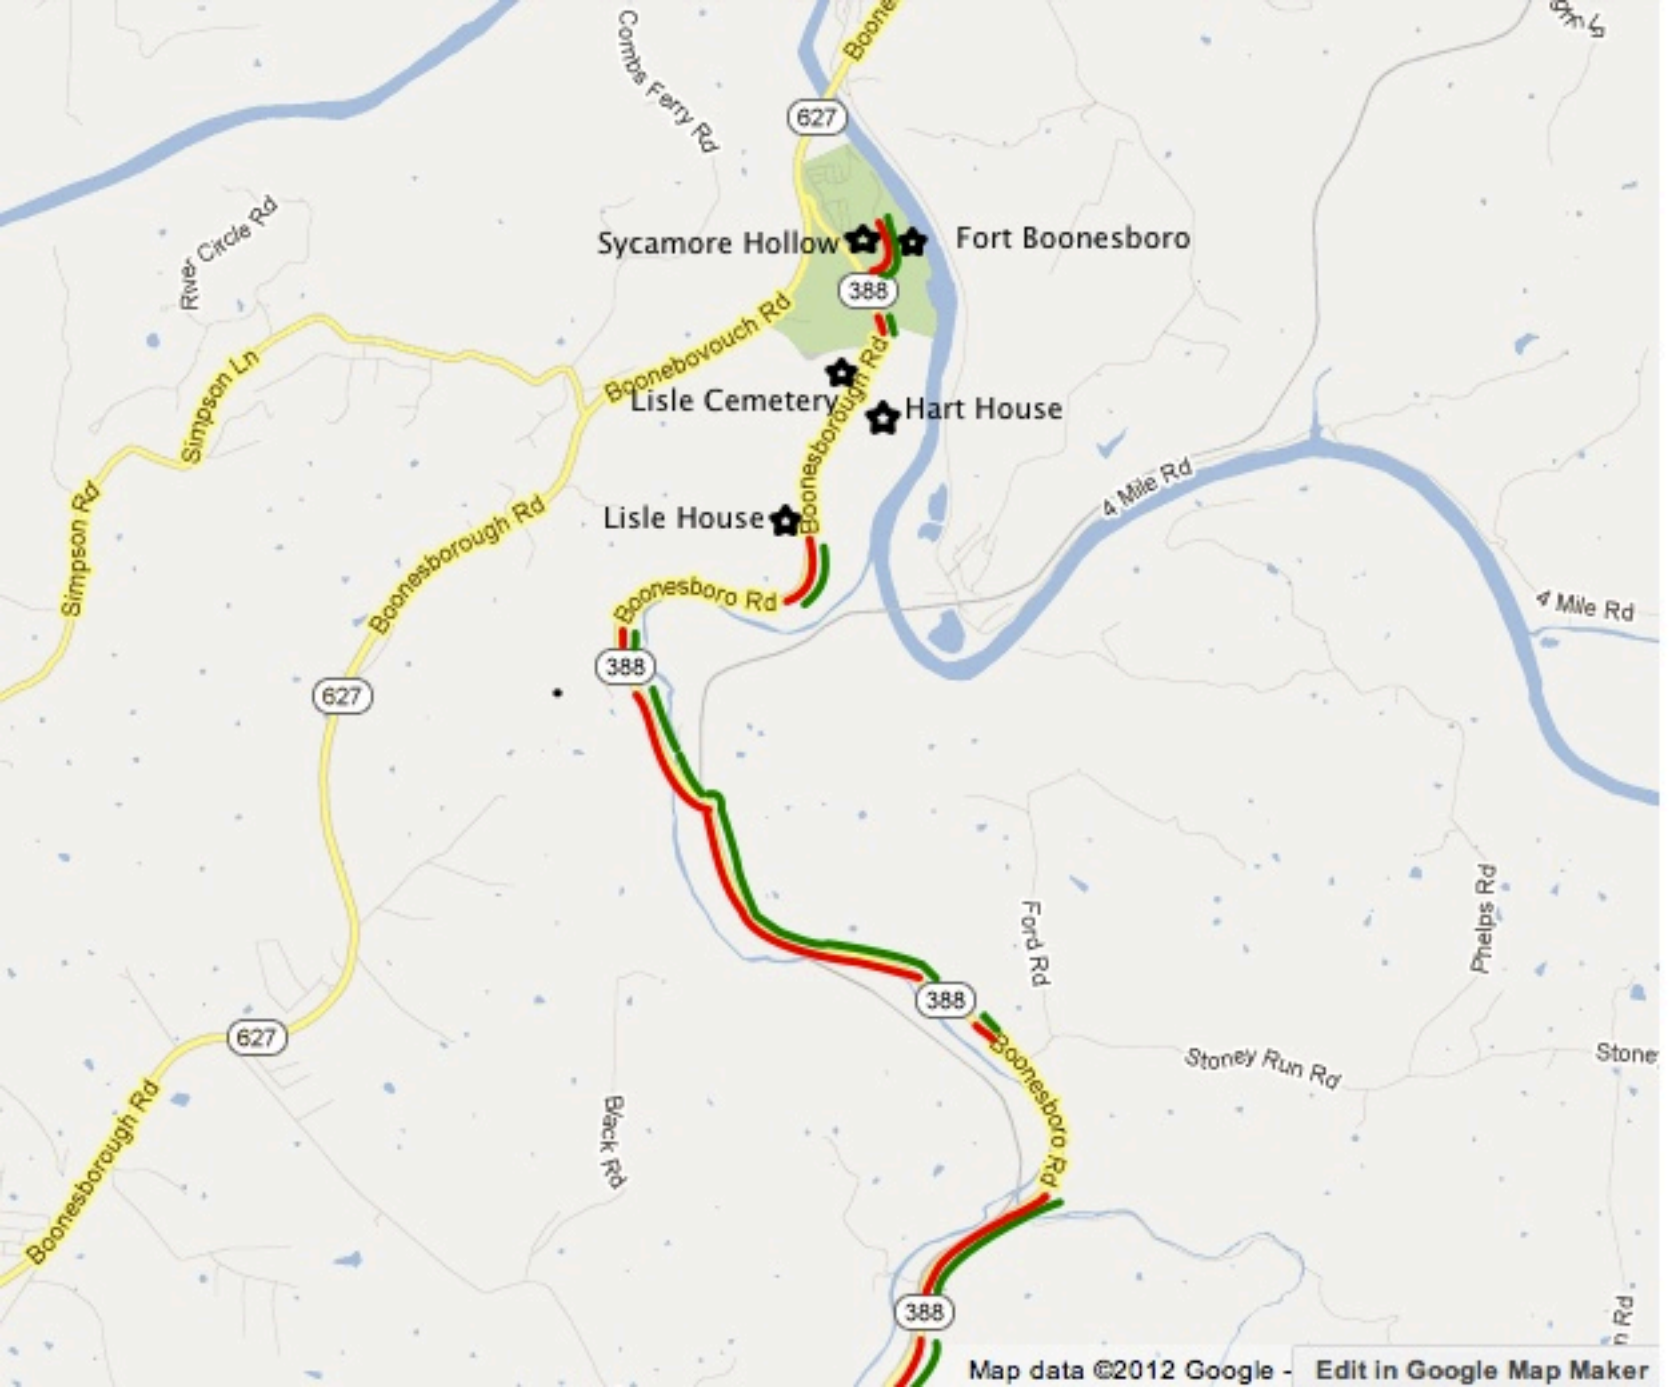 Combs Ferry Rd
Boone
627
River Circle Rd
Sycamore Hollow
Fort Boonesboro
388
Simpson Ln
Boonebovouch Rd
Lisle Cemetery
Boonesborough Rd
Hart House
Simpson Rd
Boonesborough Rd
4 Mile Rd
Lisle House
Boonesboro Rd
4 Mile Rd
388
627
Phelps Rd
Ford Rd
388
627
Boonesboro Rd
Stoney Run Rd
Stone
Boonesborough Rd
Black Rd
388
n Rd
Map data ©2012 Google -
Edit in Google Map Maker